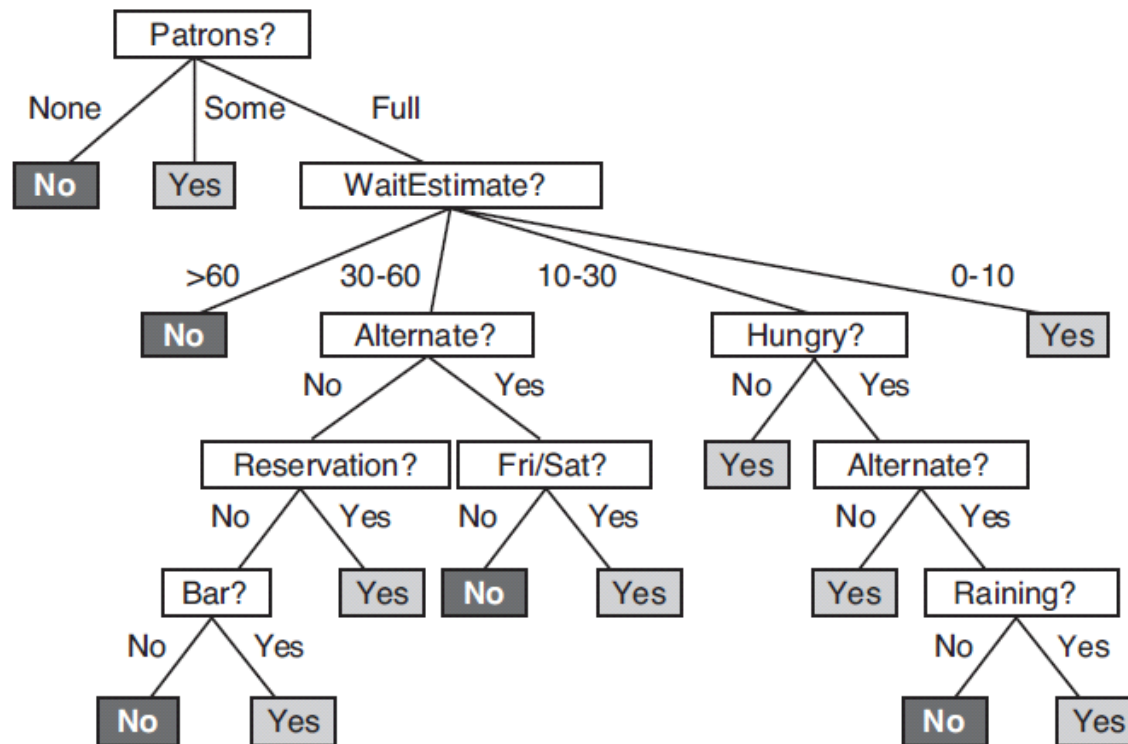 Patrons?
None Some Full
No Yes WaitEstimate?
>60 30-60 10-30 0-10
No Alternate? Hungry? Yes
No Yes No Yes
Reservation? Fri/Sat? Yes Alternate?
No Yes No Yes No Yes
Bar? Yes No Yes Yes Raining?
No Yes No Yes
No Yes No Yes